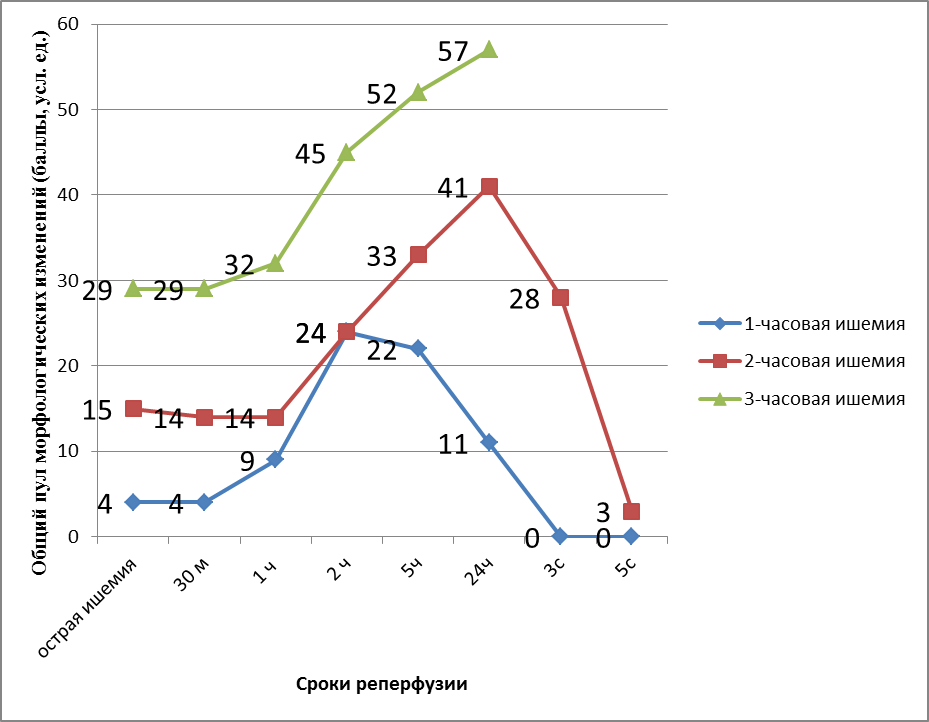 Общий пул морфологических изменений (баллы, усл. ед.)
60
50
40
30
20
10
0
57
52
45
32
29
29
41
33
28
24
22
15
14
14
11
9
4
4
3
0
0
острая ишемия
30 м
1 ч
2 ч
5ч
24ч
3с
5с
Сроки реперфузии
1-часовая ишемия
2-часовая ишемия
3-часовая ишемия